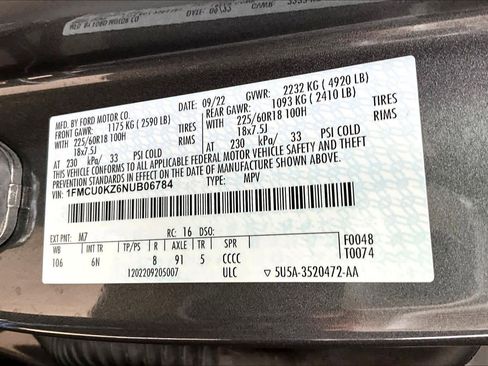 MFD. BY FORD MOTOR CO.
DATE: 09/22 GVWR: 2232 KG ( 4920 LB)
FRONT GAWR: 1175 KG ( 2590 LB) REAR GAWR: 1093 KG ( 2410 LB)
225/60R18 100H TIRES 225/60R18 100H TIRES
18x7.5J RIMS 18x7.5J RIMS
AT 230 kPa/ 33 PSI COLD AT 230 kPa/ 33 PSI COLD
THIS VEHICLE CONFORMS TO ALL APPLICABLE FEDERAL MOTOR VEHICLE SAFETY
STANDARDS IN EFFECT ON THE DATE OF MANUFACTURE SHOWN ABOVE.
VIN: 1FMCU0KZ6NUB06784 TYPE: MPV
EXT PNT: M7 RC: 16 DSO: F0048
WB INT TR TP/PS R AXLE TR SPR T0074
106 6N 8 91 5 CCCC
1202209205007 ULC 5U5A-3520472-AA